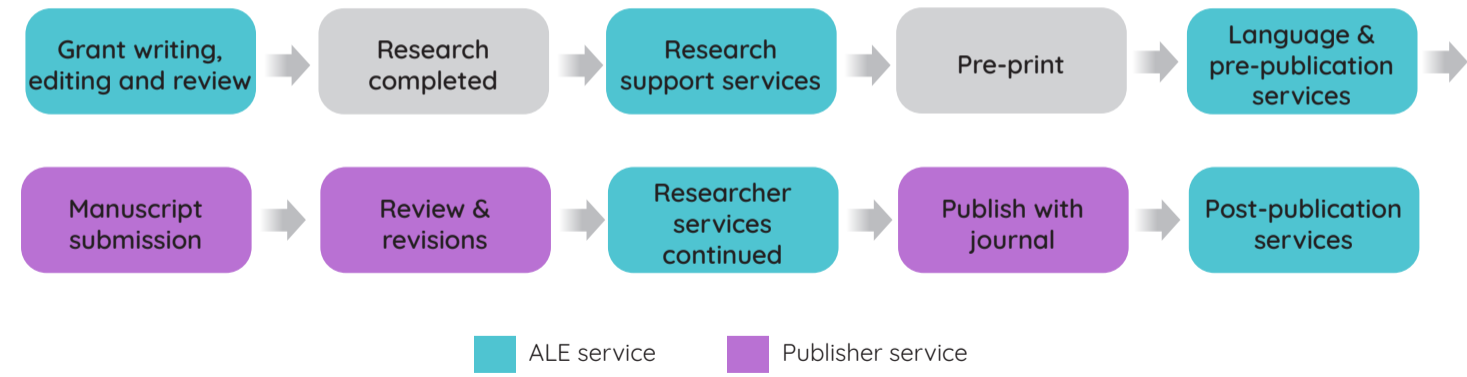 Grant writing,
editing and review
Research
completed
Research
support services
Pre-print
Language &
pre-publication
services
Manuscript
submission
Review &
revisions
Researcher
services
continued
Publish with
journal
Post-publication
services
ALE service
Publisher service